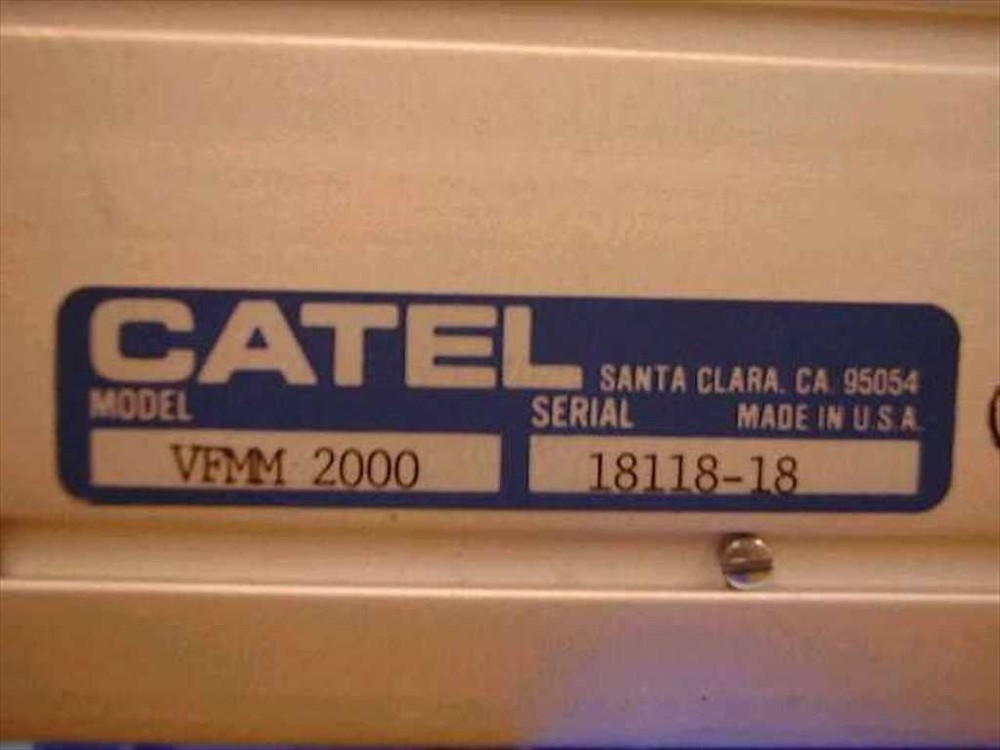 CATEL SANTA CLARA. CA. 95054
MODEL SERIAL MADE IN U.S.A.
VFMM 2000 18118-18